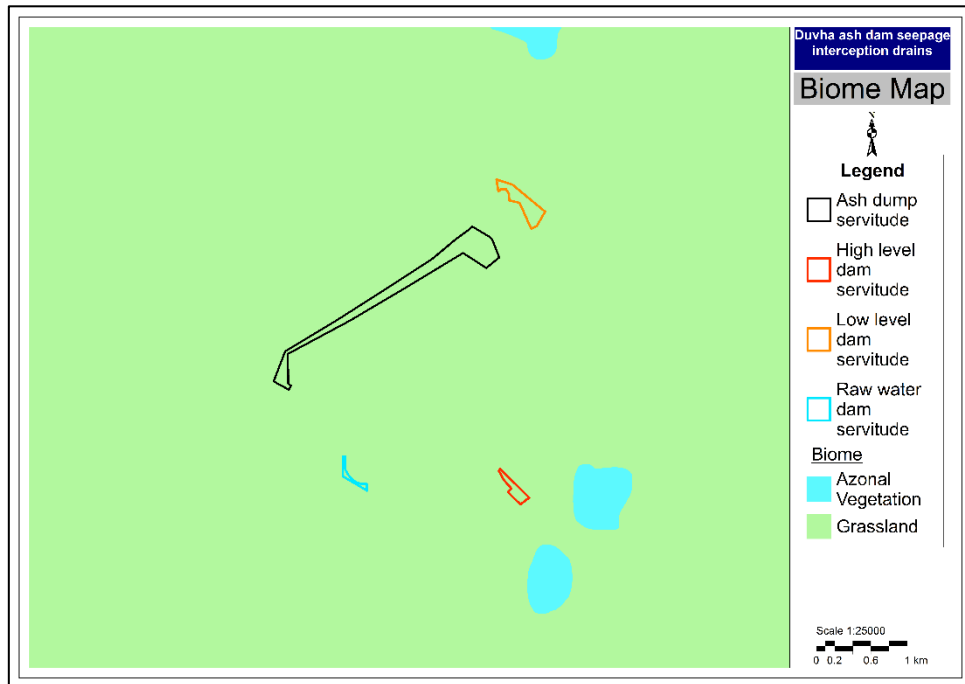 Duvha ash dam seepage
interception drains
Biome Map
N
Legend
Ash dump
servitude
High level
dam
servitude
Low level
dam
servitude
Raw water
dam
servitude
Biome
Azonal
Vegetation
Grassland
Scale 1:25000
0 0.2 0.6 1 km